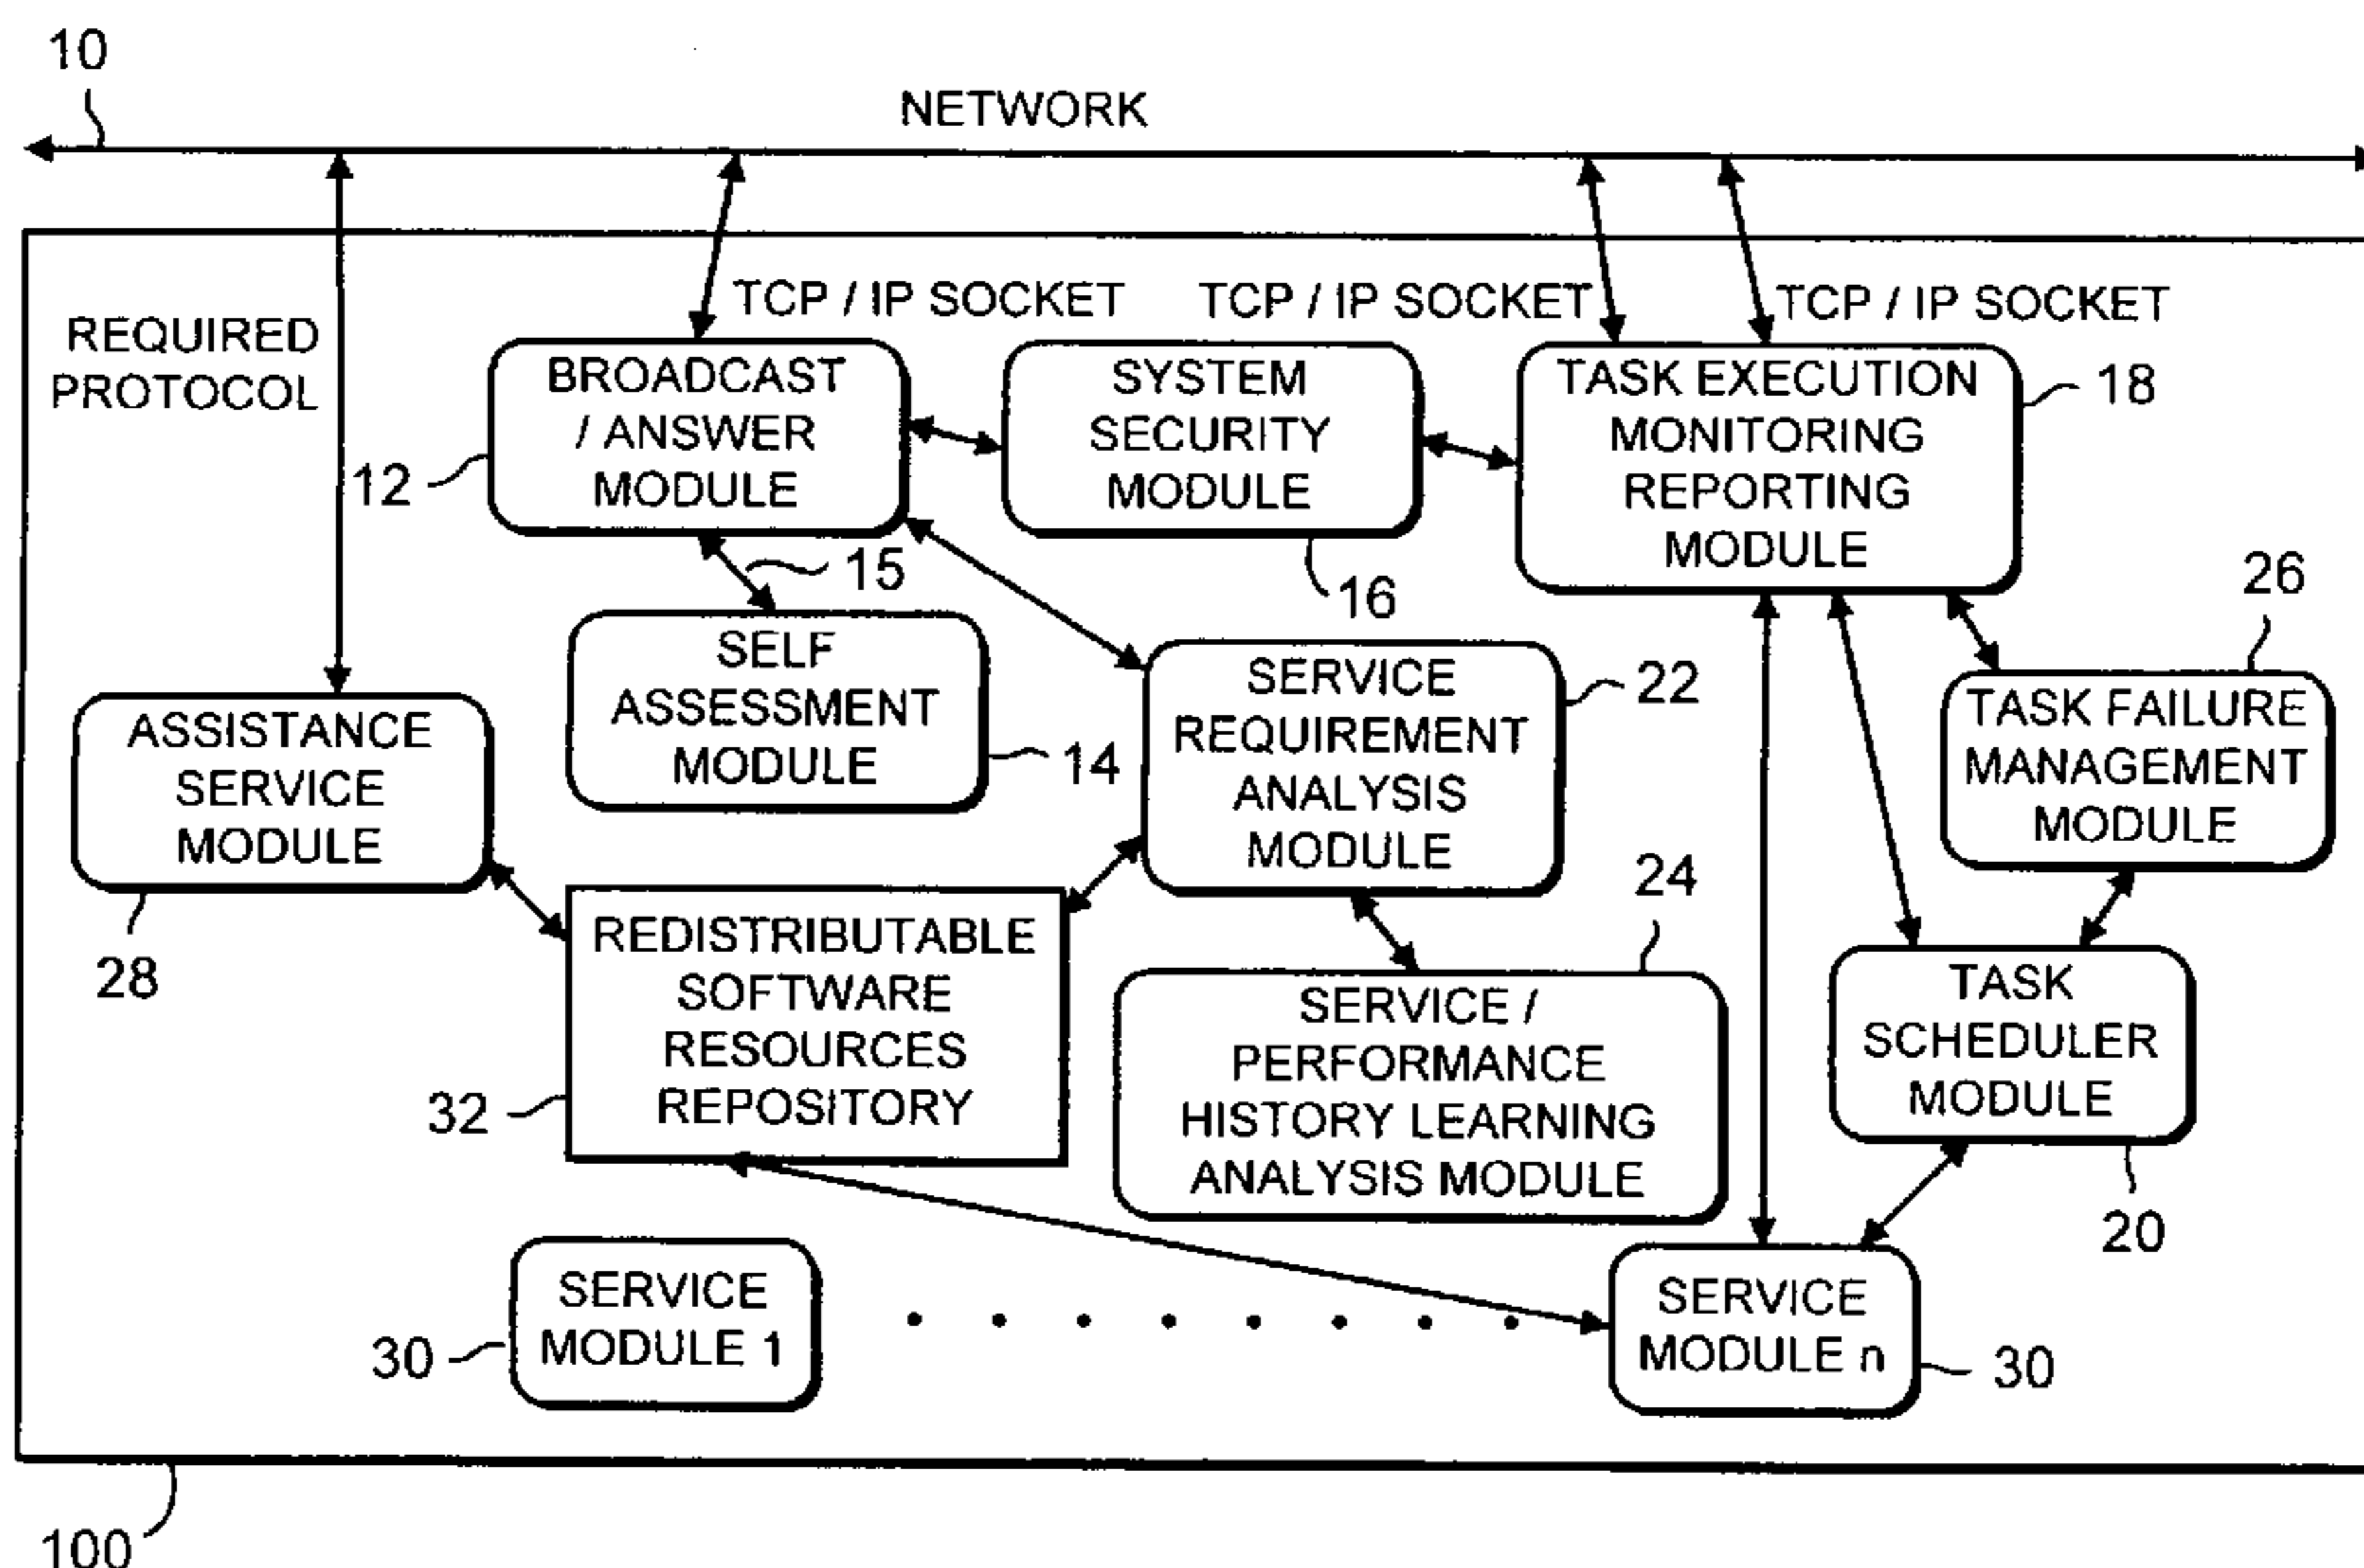 10
NETWORK
REQUIRED
PROTOCOL
TCP / IP SOCKET
TCP / IP SOCKET
TCP / IP SOCKET
BROADCAST
/ ANSWER
MODULE
12
SYSTEM
SECURITY
MODULE
16
TASK EXECUTION
MONITORING
REPORTING
MODULE
18
15
SELF
ASSESSMENT
MODULE
14
SERVICE
REQUIREMENT
ANALYSIS
MODULE
22
26
TASK FAILURE
MANAGEMENT
MODULE
ASSISTANCE
SERVICE
MODULE
28
REDISTRIBUTABLE
SOFTWARE
RESOURCES
REPOSITORY
32
24
SERVICE /
PERFORMANCE
HISTORY LEARNING
ANALYSIS MODULE
TASK
SCHEDULER
MODULE
20
SERVICE
MODULE 1
30
SERVICE
MODULE n
30
100